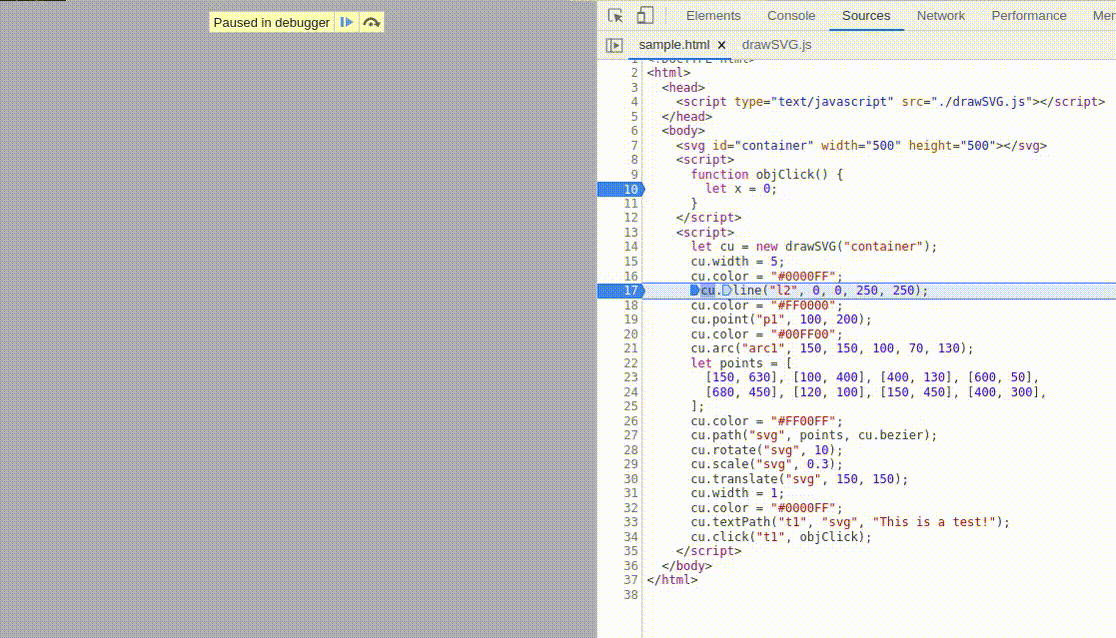 Paused in debugger
Elements Console Sources Network Performance Mer
sample.html × drawSVG.js
1 <!DOCTYPE html>
2 <html>
3 <head>
4 <script type="text/javascript" src="./drawSVG.js"></script>
5 </head>
6 <body>
7 <svg id="container" width="500" height="500"></svg>
8 <script>
9 function objClick() {
10 let x = 0;
11 }
12 </script>
13 <script>
14 let cu = new drawSVG("container");
15 cu.width = 5;
16 cu.color = "#0000FF";
17 cu.line("l2", 0, 0, 250, 250);
18 cu.color = "#FF0000";
19 cu.point("p1", 100, 200);
20 cu.color = "#00FF00";
21 cu.arc("arc1", 150, 150, 100, 70, 130);
22 let points = [
23 [150, 630], [100, 400], [400, 130], [600, 50],
24 [680, 450], [120, 100], [150, 450], [400, 300],
25 ];
26 cu.color = "#FF00FF";
27 cu.path("svg", points, cu.bezier);
28 cu.rotate("svg", 10);
29 cu.scale("svg", 0.3);
30 cu.translate("svg", 150, 150);
31 cu.width = 1;
32 cu.color = "#0000FF";
33 cu.textPath("t1", "svg", "This is a test!");
34 cu.click("t1", objClick);
35 </script>
36 </body>
37 </html>
38